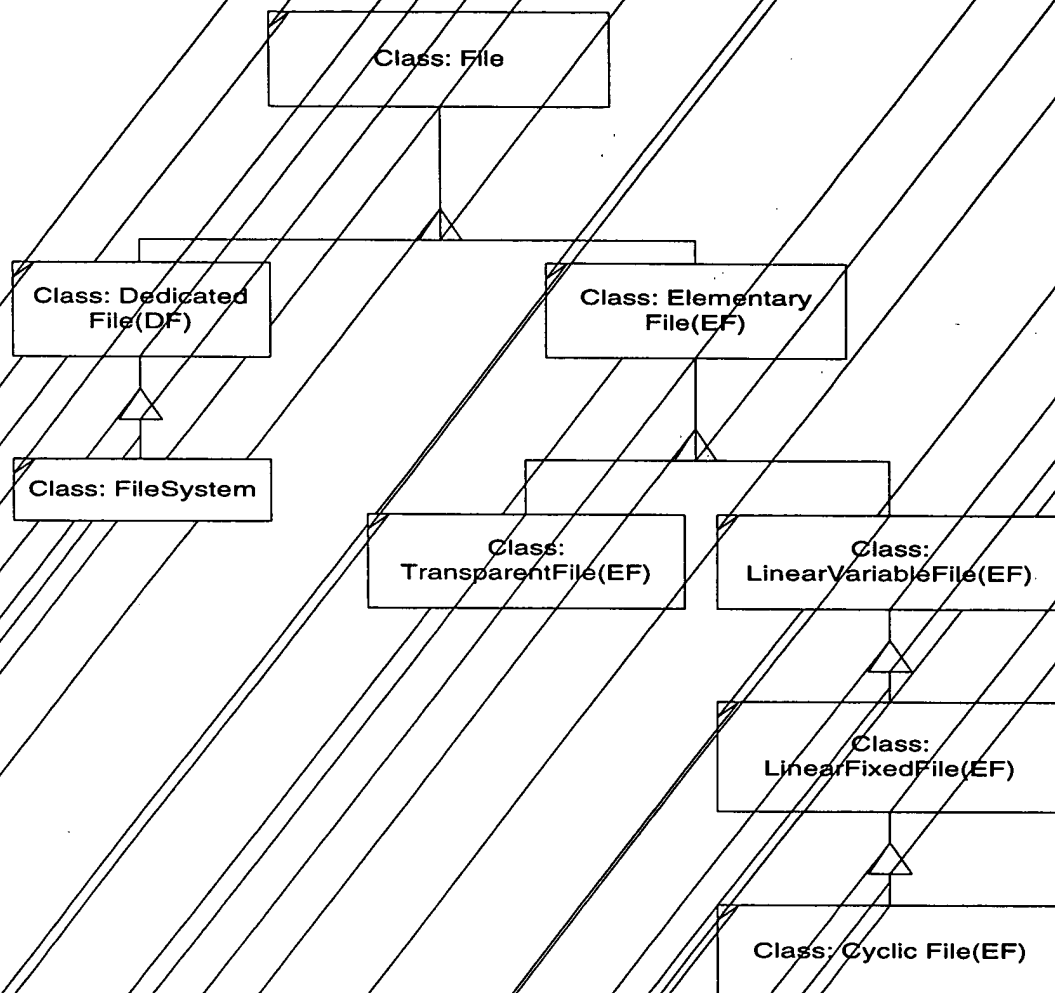 Class: File
Class: Dedicated
File(DF)
Class: Elementary
File(EF)
Class: FileSystem
Class:
TransparentFile(EF)
Class:
LinearVariableFile(EF)
Class:
LinearFixedFile(EF)
Class: Cyclic File(EF)